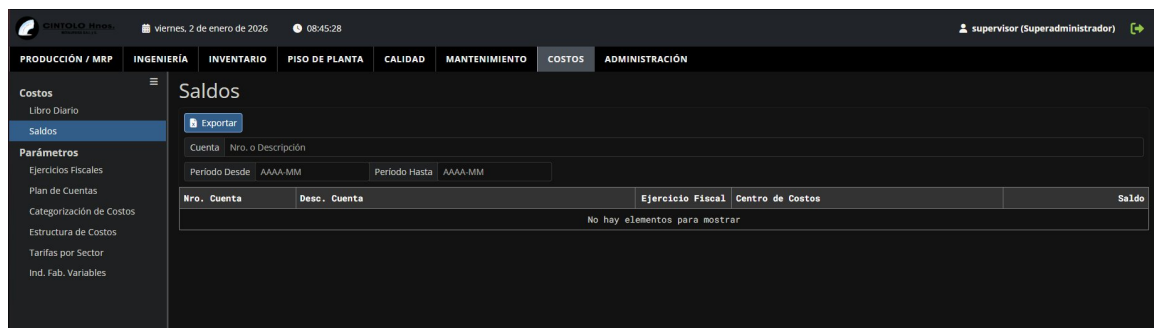 CINTOLO Hnos. viernes, 2 de enero de 2026 08:45:28 supervisor (Superadministrador)
PRODUCCIÓN / MRP INGENIERÍA INVENTARIO PISO DE PLANTA CALIDAD MANTENIMIENTO COSTOS ADMINISTRACIÓN
Costos
Libro Diario
Saldos
Parámetros
Ejercicios Fiscales
Plan de Cuentas
Categorización de Costos
Estructura de Costos
Tarifas por Sector
Ind. Fab. Variables
Saldos
Exportar
Cuenta Nro. o Descripción
Período Desde AAAA-MM Período Hasta AAAA-MM
Nro. Cuenta Desc. Cuenta Ejercicio Fiscal Centro de Costos Saldo
No hay elementos para mostrar